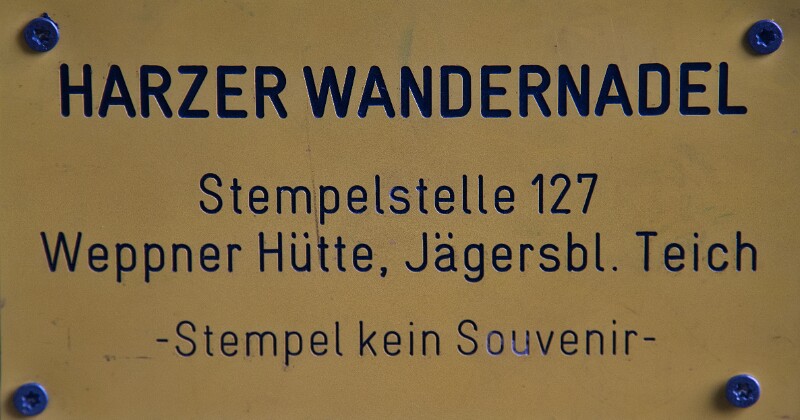 HARZER WANDERNADEL
Stempelstelle 127
Weppner Hütte, Jägersbl. Teich
-Stempel kein Souvenir-